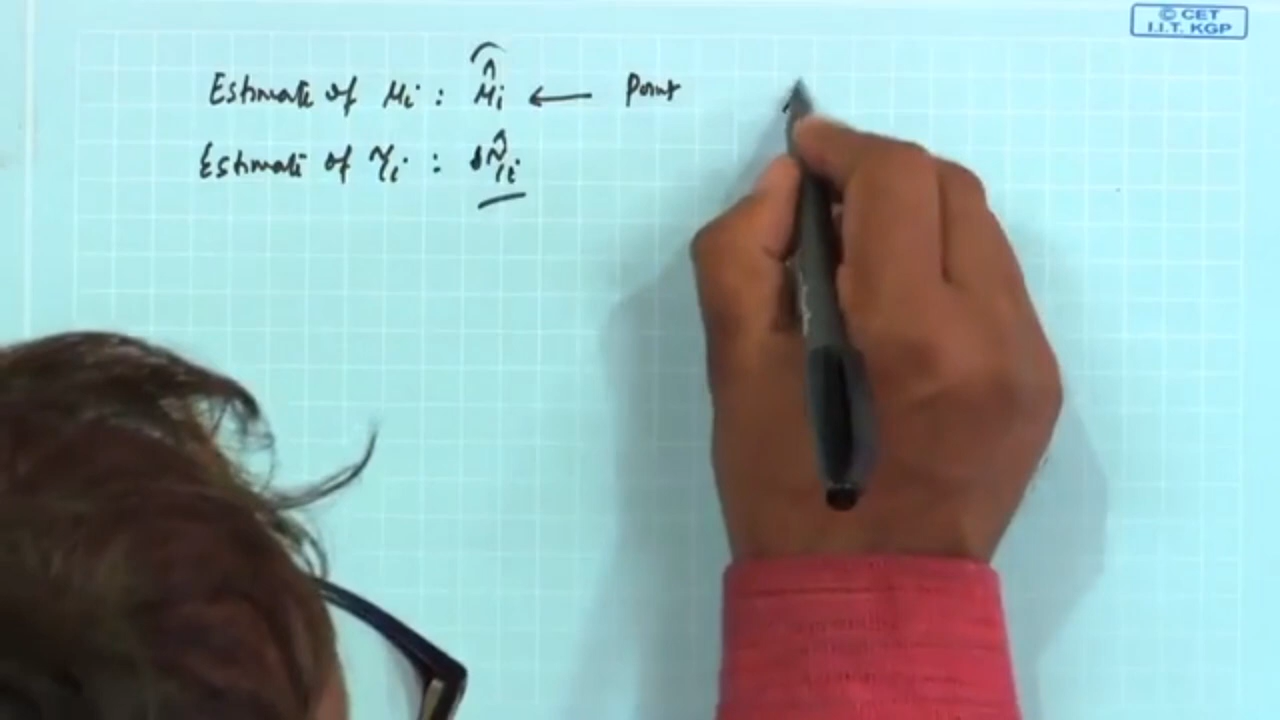 © CET
I.I.T. KGP
Estimate of μi : μ̂i ← Point
Estimate of τi :